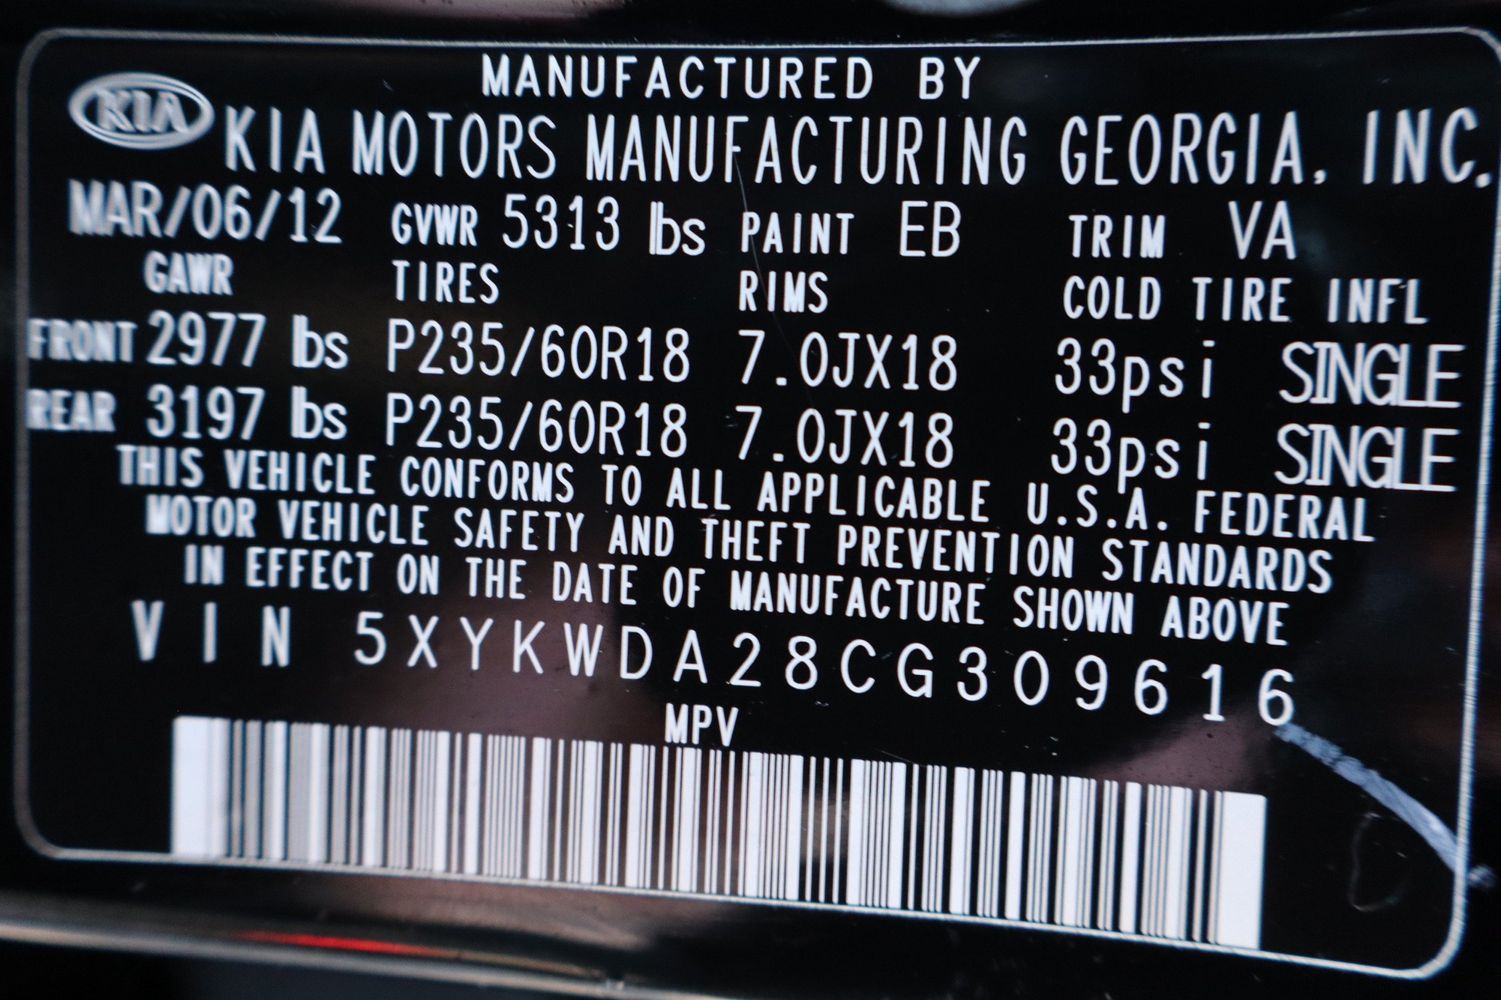 MANUFACTURED BY
KIA KIA MOTORS MANUFACTURING GEORGIA, INC.
MAR/06/12 GVWR 5313 lbs PAINT EB TRIM VA
GAWR TIRES RIMS COLD TIRE INFL
FRONT 2977 lbs P235/60R18 7.0JX18 33psi SINGLE
REAR 3197 lbs P235/60R18 7.0JX18 33psi SINGLE
THIS VEHICLE CONFORMS TO ALL APPLICABLE U.S.A. FEDERAL
MOTOR VEHICLE SAFETY AND THEFT PREVENTION STANDARDS
IN EFFECT ON THE DATE OF MANUFACTURE SHOWN ABOVE
VIN 5XYKWDA28CG309616
MPV